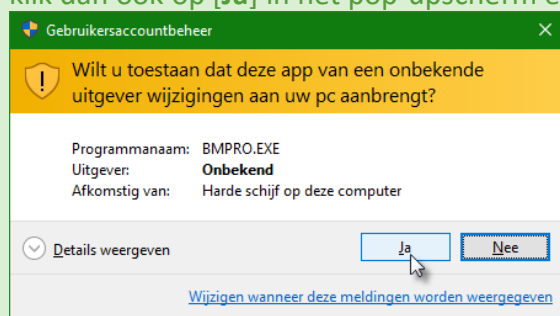 klik dan ook op [Ja] in het pop-upscherm e
Gebruikersaccountbeheer
Wilt u toestaan dat deze app van een onbekende
uitgever wijzigingen aan uw pc aanbrengt?
Programmanaam: BMPRO.EXE
Uitgever: Onbekend
Afkomstig van: Harde schijf op deze computer
Details weergeven Ja Nee
Wijzigen wanneer deze meldingen worden weergegeven